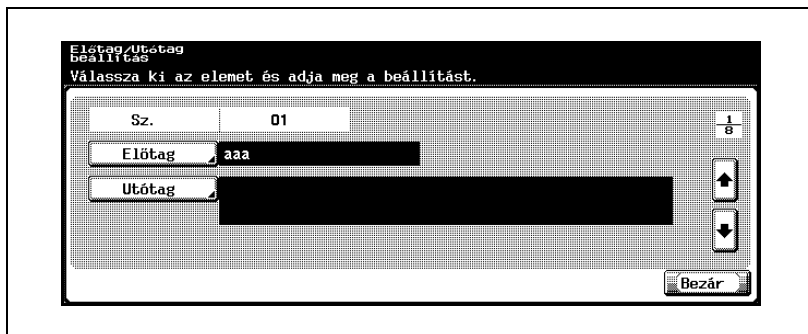 Előtag/Utótag
beállítás
Válassza ki az elemet és adja meg a beállítást.
Sz. 01
1
8
Előtag aaa
Utótag
Bezár